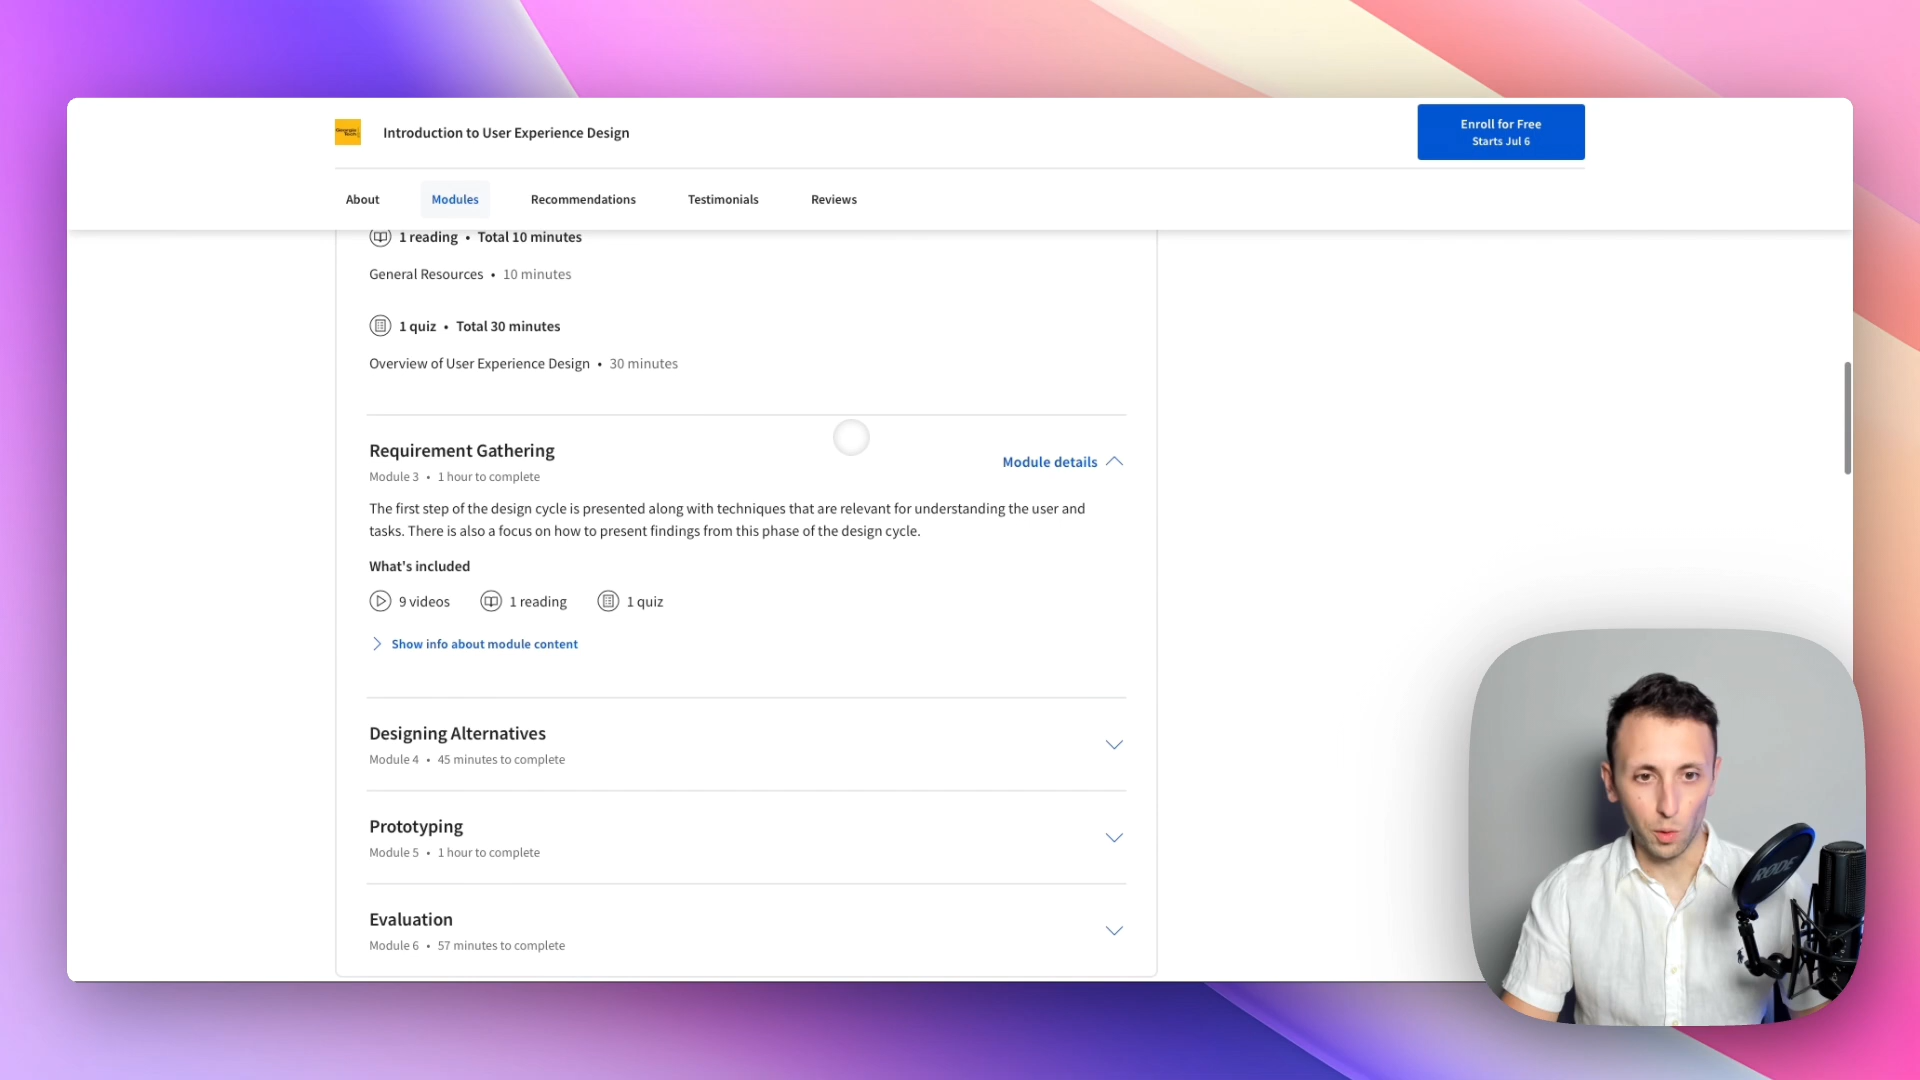 Georgia Tech
Introduction to User Experience Design
Enroll for Free
Starts Jul 6
About
Modules
Recommendations
Testimonials
Reviews
1 reading • Total 10 minutes
General Resources • 10 minutes
1 quiz • Total 30 minutes
Overview of User Experience Design • 30 minutes
Requirement Gathering
Module details
Module 3 • 1 hour to complete
The first step of the design cycle is presented along with techniques that are relevant for understanding the user and
tasks. There is also a focus on how to present findings from this phase of the design cycle.
What's included
9 videos
1 reading
1 quiz
Show info about module content
Designing Alternatives
Module 4 • 45 minutes to complete
Prototyping
Module 5 • 1 hour to complete
Evaluation
Module 6 • 57 minutes to complete
RØDE